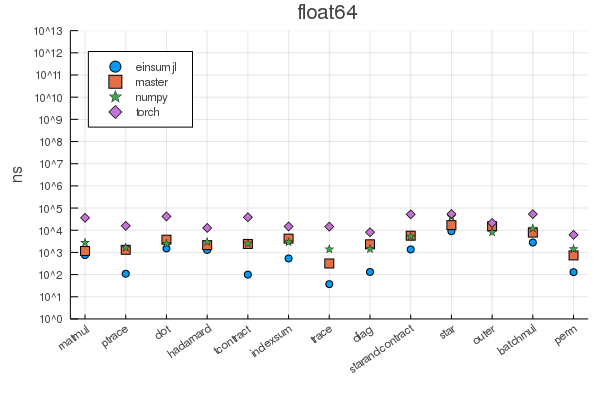 float64
10^13
10^12
10^11
10^10
10^9
10^8
10^7
10^6
10^5
10^4
10^3
10^2
10^1
10^0
ns
einsumjl
master
numpy
torch
matmul
ptrace
dot
hadamard
tcontract
indexsum
trace
diag
starandcontract
star
outer
batchmul
perm